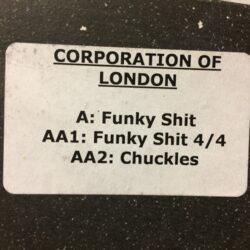 CORPORATION OF
LONDON
A: Funky Shit
AA1: Funky Shit 4/4
AA2: Chuckles